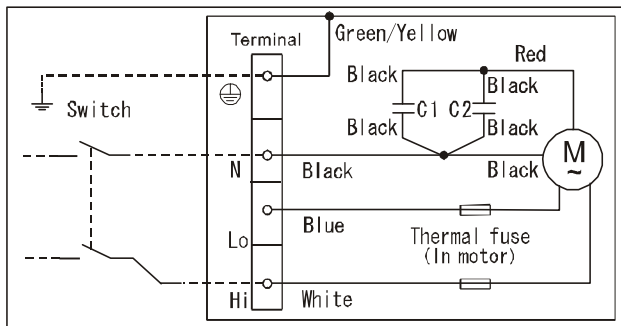 Terminal
Green/Yellow
Red
Black
Black
Switch
C1
C2
Black
Black
N
Black
Black
M
~
Lo
Blue
Thermal fuse
(In motor)
Hi
White